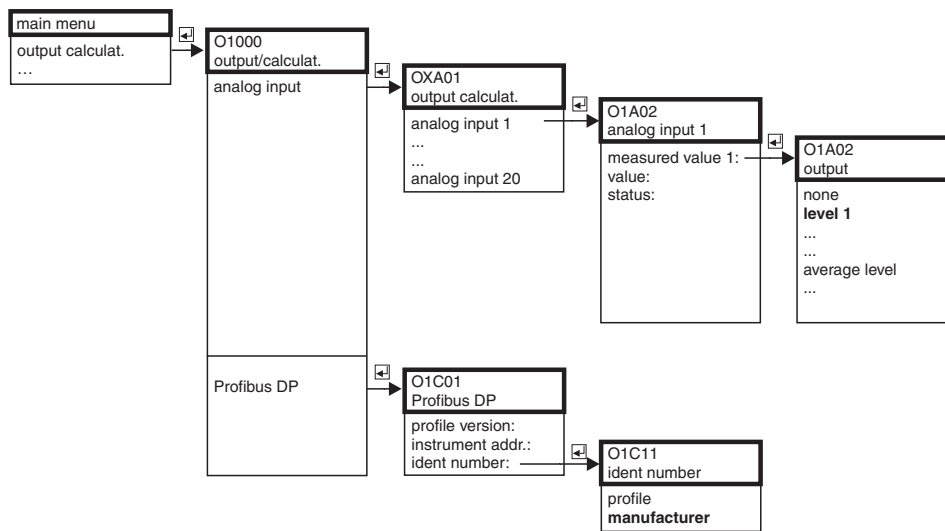 main menu
output calculat.
...
O1000
output/calculat.
analog input
Profibus DP
OXA01
output calculat.
analog input 1
...
...
analog input 20
O1A02
analog input 1
measured value 1:
value:
status:
O1A02
output
none
level 1
...
...
average level
...
O1C01
Profibus DP
profile version:
instrument addr.:
ident number:
O1C11
ident number
profile
manufacturer